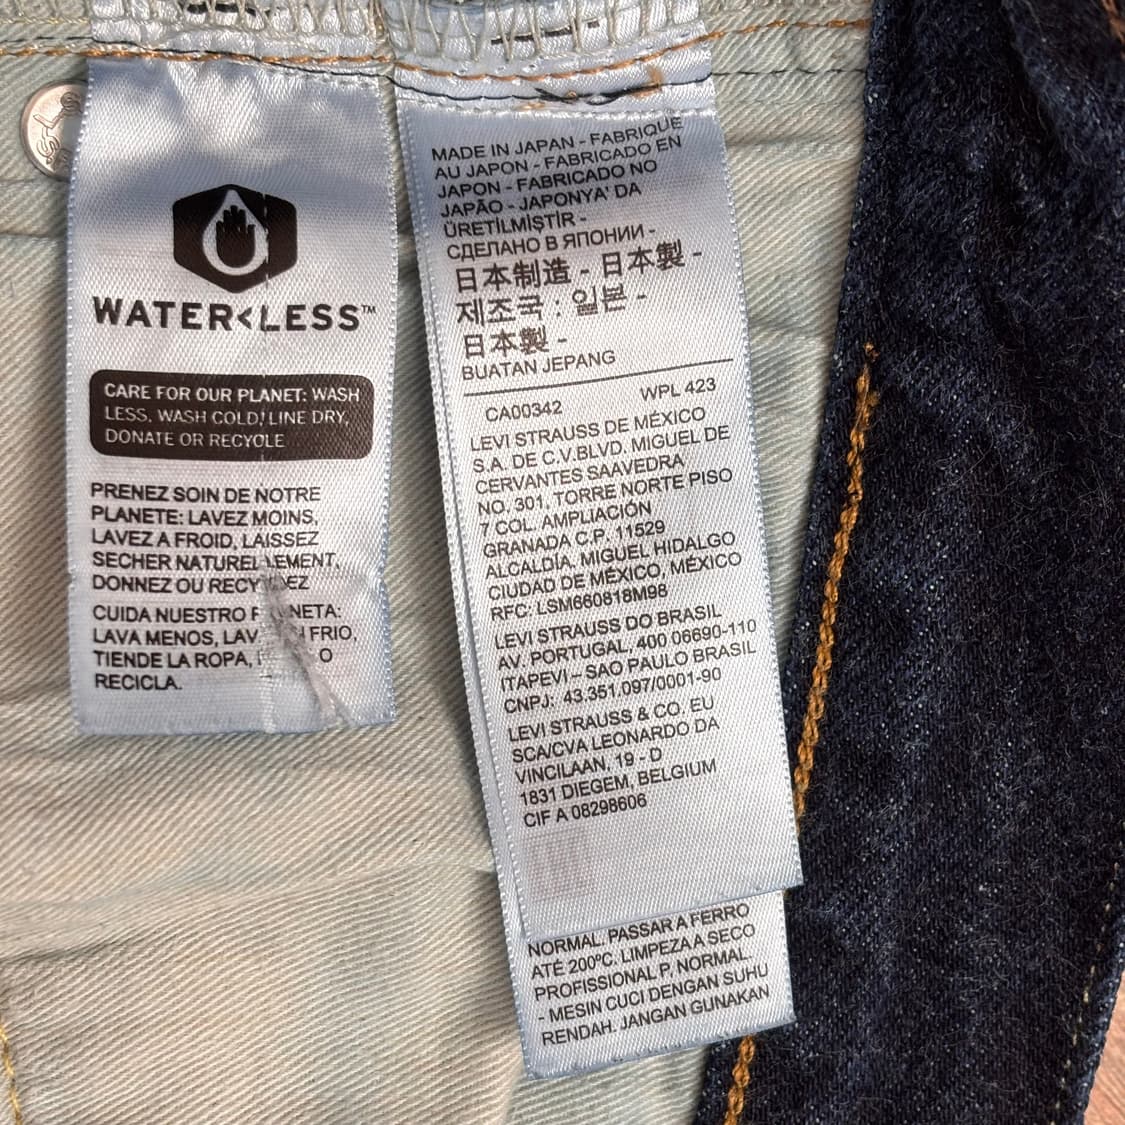 WATER<LESS™
CARE FOR OUR PLANET: WASH
LESS, WASH COLD, LINE DRY,
DONATE OR RECYCLE
PRENEZ SOIN DE NOTRE
PLANETE: LAVEZ MOINS,
LAVEZ A FROID, LAISSEZ
SECHER NATURELLEMENT,
DONNEZ OU RECYCLEZ
CUIDA NUESTRO PLANETA:
LAVA MENOS, LAVA EN FRIO,
TIENDE LA ROPA,
RECICLA.
MADE IN JAPAN - FABRIQUE
AU JAPON - FABRICADO EN
JAPON - FABRICADO NO
JAPÃO - JAPONYA' DA
ÜRETİLMİŞTİR -
СДЕЛАНО В ЯПОНИИ -
日本制造 - 日本製 -
제조국 : 일본 -
日本製 -
BUATAN JEPANG
CA00342 WPL 423
LEVI STRAUSS DE MÉXICO
S.A. DE C.V.BLVD. MIGUEL DE
CERVANTES SAAVEDRA
NO. 301, TORRE NORTE PISO
7 COL. AMPLIACIÓN
GRANADA C.P. 11529
ALCALDÍA. MIGUEL HIDALGO
CIUDAD DE MÉXICO, MÉXICO
RFC: LSM660818M98
LEVI STRAUSS DO BRASIL
AV. PORTUGAL, 400 06690-110
ITAPEVI – SAO PAULO BRASIL
CNPJ: 43.351.097/0001-90
LEVI STRAUSS & CO. EU
SCA/CVA LEONARDO DA
VINCILAAN, 19 - D
1831 DIEGEM, BELGIUM
CIF A 08298606
NORMAL. PASSAR A FERRO
ATÉ 200ºC. LIMPEZA A SECO
PROFISSIONAL P, NORMAL.
- MESIN CUCI DENGAN SUHU
RENDAH. JANGAN GUNAKAN